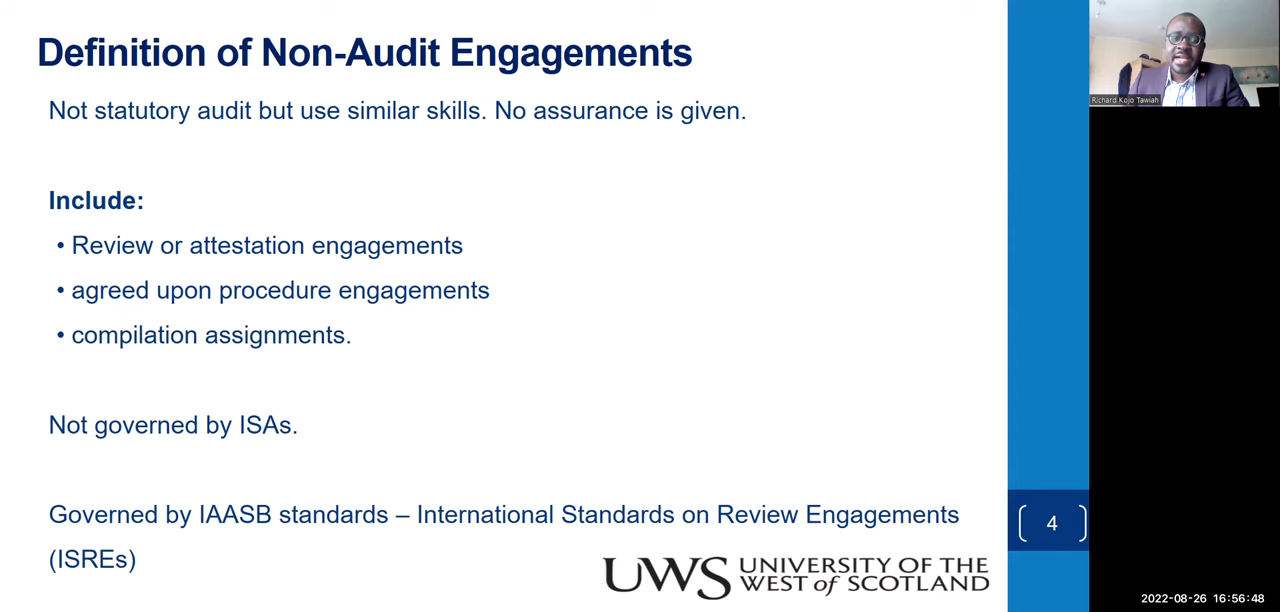 Definition of Non-Audit Engagements
Not statutory audit but use similar skills. No assurance is given.
Include:
• Review or attestation engagements
• agreed upon procedure engagements
• compilation assignments.
Not governed by ISAs.
Governed by IAASB standards – International Standards on Review Engagements
(ISREs)
UWS UNIVERSITY OF THE
WEST of SCOTLAND
4
Richard Kojo Tawiah
2022-08-26 16:56:48